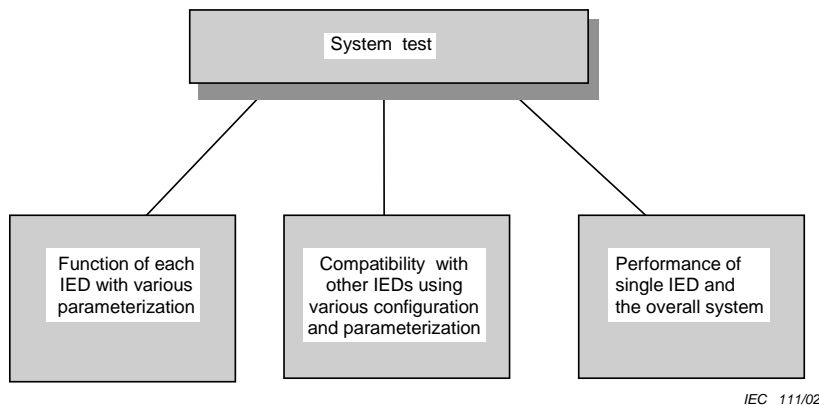 System test
Function of each
IED with various
parameterization
Compatibility with
other IEDs using
various configuration
and parameterization
Performance of
single IED and
the overall system
IEC 111/02